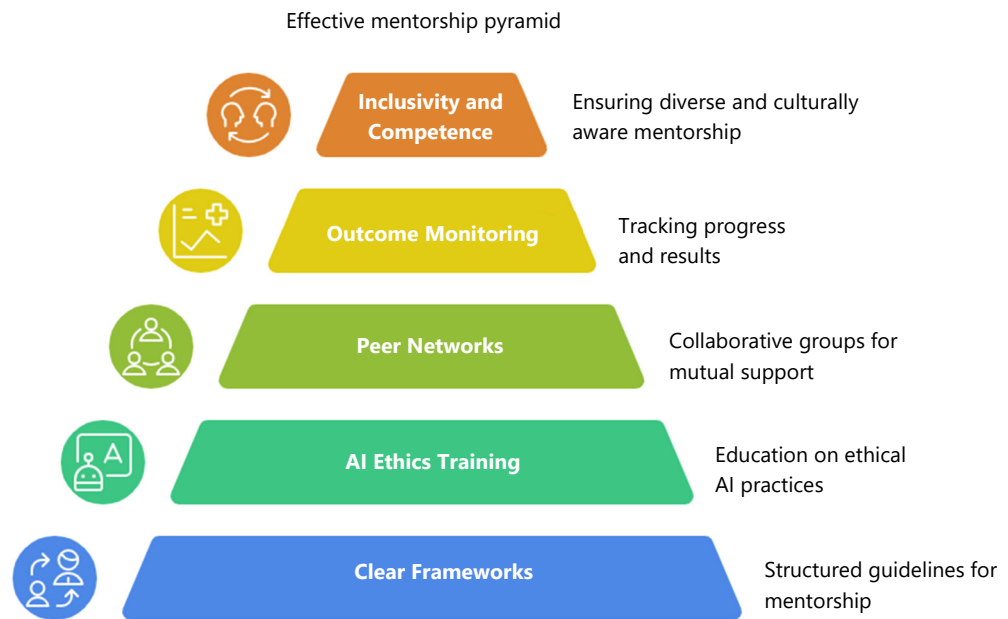 Effective mentorship pyramid
Inclusivity and
Competence
Ensuring diverse and culturally
aware mentorship
Outcome Monitoring
Tracking progress
and results
Peer Networks
Collaborative groups for
mutual support
A
AI Ethics Training
Education on ethical
AI practices
Clear Frameworks
Structured guidelines for
mentorship